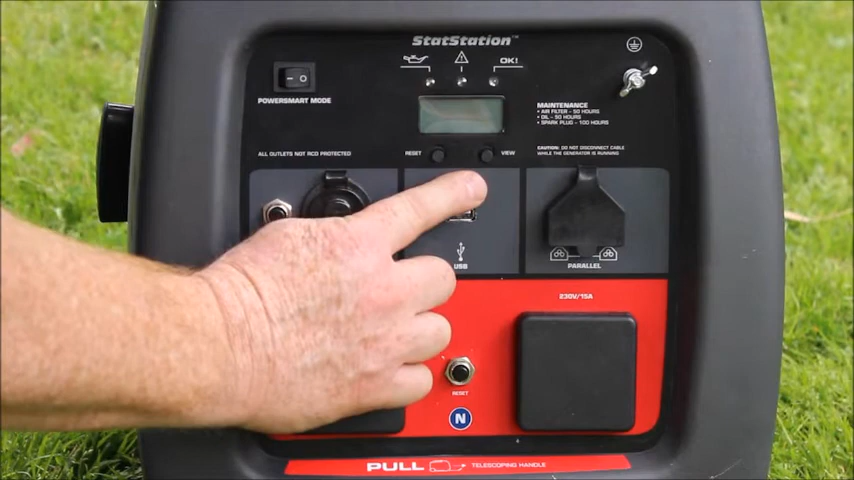 StatStation
OK!
POWERSMART MODE
MAINTENANCE
• AIR FILTER - 50 HOURS
• OIL - 50 HOURS
• SPARK PLUG - 100 HOURS
CAUTION: DO NOT DISCONNECT CABLE
WHILE THE GENERATOR IS RUNNING
ALL OUTLETS NOT RCD PROTECTED
RESET
VIEW
USB
PARALLEL
230V/15A
RESET
N
PULL
TELESCOPING HANDLE